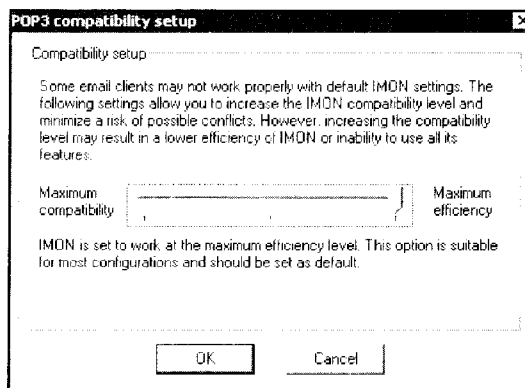 POP3 compatibility setup
Compatibility setup
Some email clients may not work properly with default IMON settings. The
following settings allow you to increase the IMON compatibility level and
minimize a risk of possible conflicts. However, increasing the compatibility
level may result in a lower efficiency of IMON or inability to use all its
features.
Maximum
compatibility
Maximum
efficiency
IMON is set to work at the maximum efficiency level. This option is suitable
for most configurations and should be set as default.
OK
Cancel